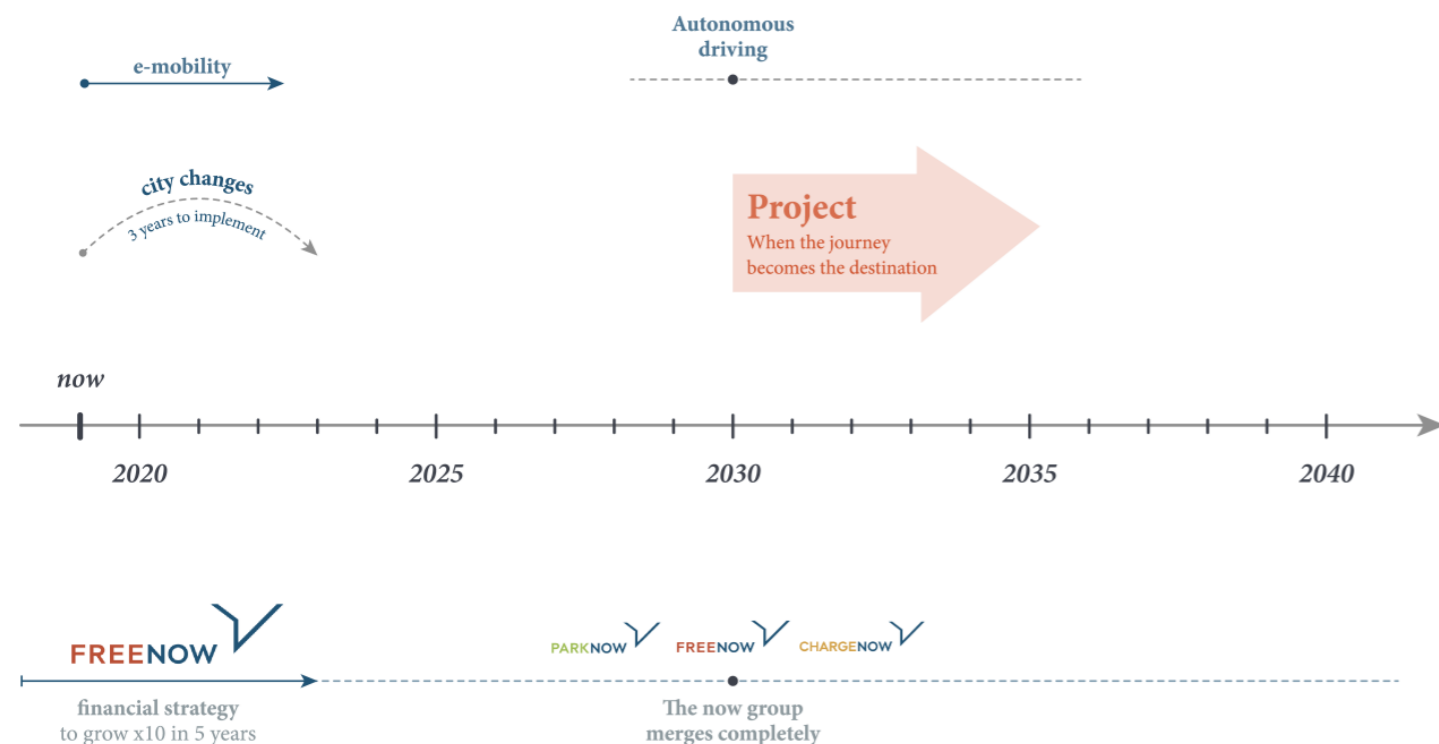 Autonomous
driving
e-mobility
city changes
3 years to implement
Project
When the journey
becomes the destination
now
2020
2025
2030
2035
2040
FREENOW
PARKNOW
FREENOW
CHARGENOW
financial strategy
to grow x10 in 5 years
The now group
merges completely